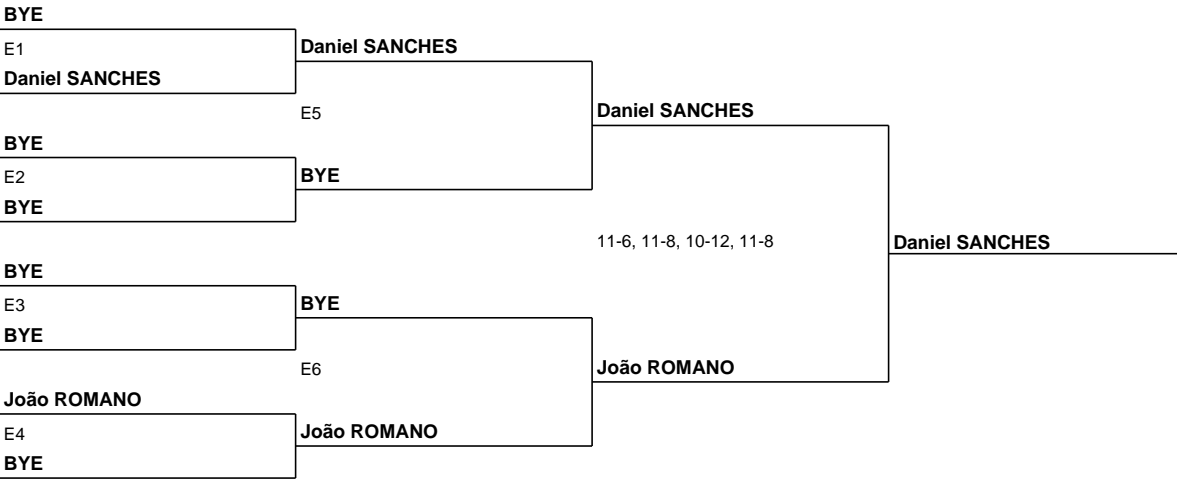 BYE
E1
Daniel SANCHES
BYE
E2
BYE
BYE
E3
BYE
João ROMANO
E4
BYE
Daniel SANCHES
E5
BYE
BYE
E6
João ROMANO
Daniel SANCHES
11-6, 11-8, 10-12, 11-8
João ROMANO
Daniel SANCHES